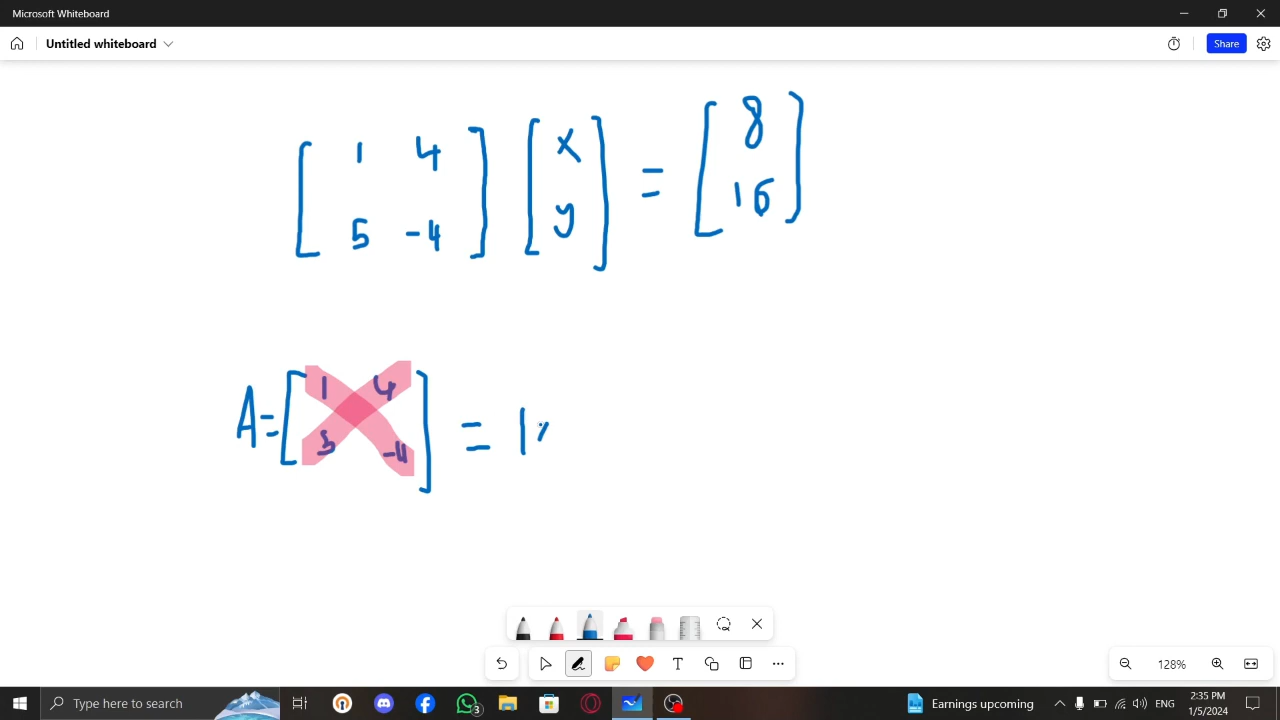 Microsoft Whiteboard
Untitled whiteboard
Share
1 4 x = 8
5 -4 y 16
A = 1 4 = 1
5 -4
128%
Type here to search
3
Earnings upcoming
ENG
2:35 PM
1/5/2024